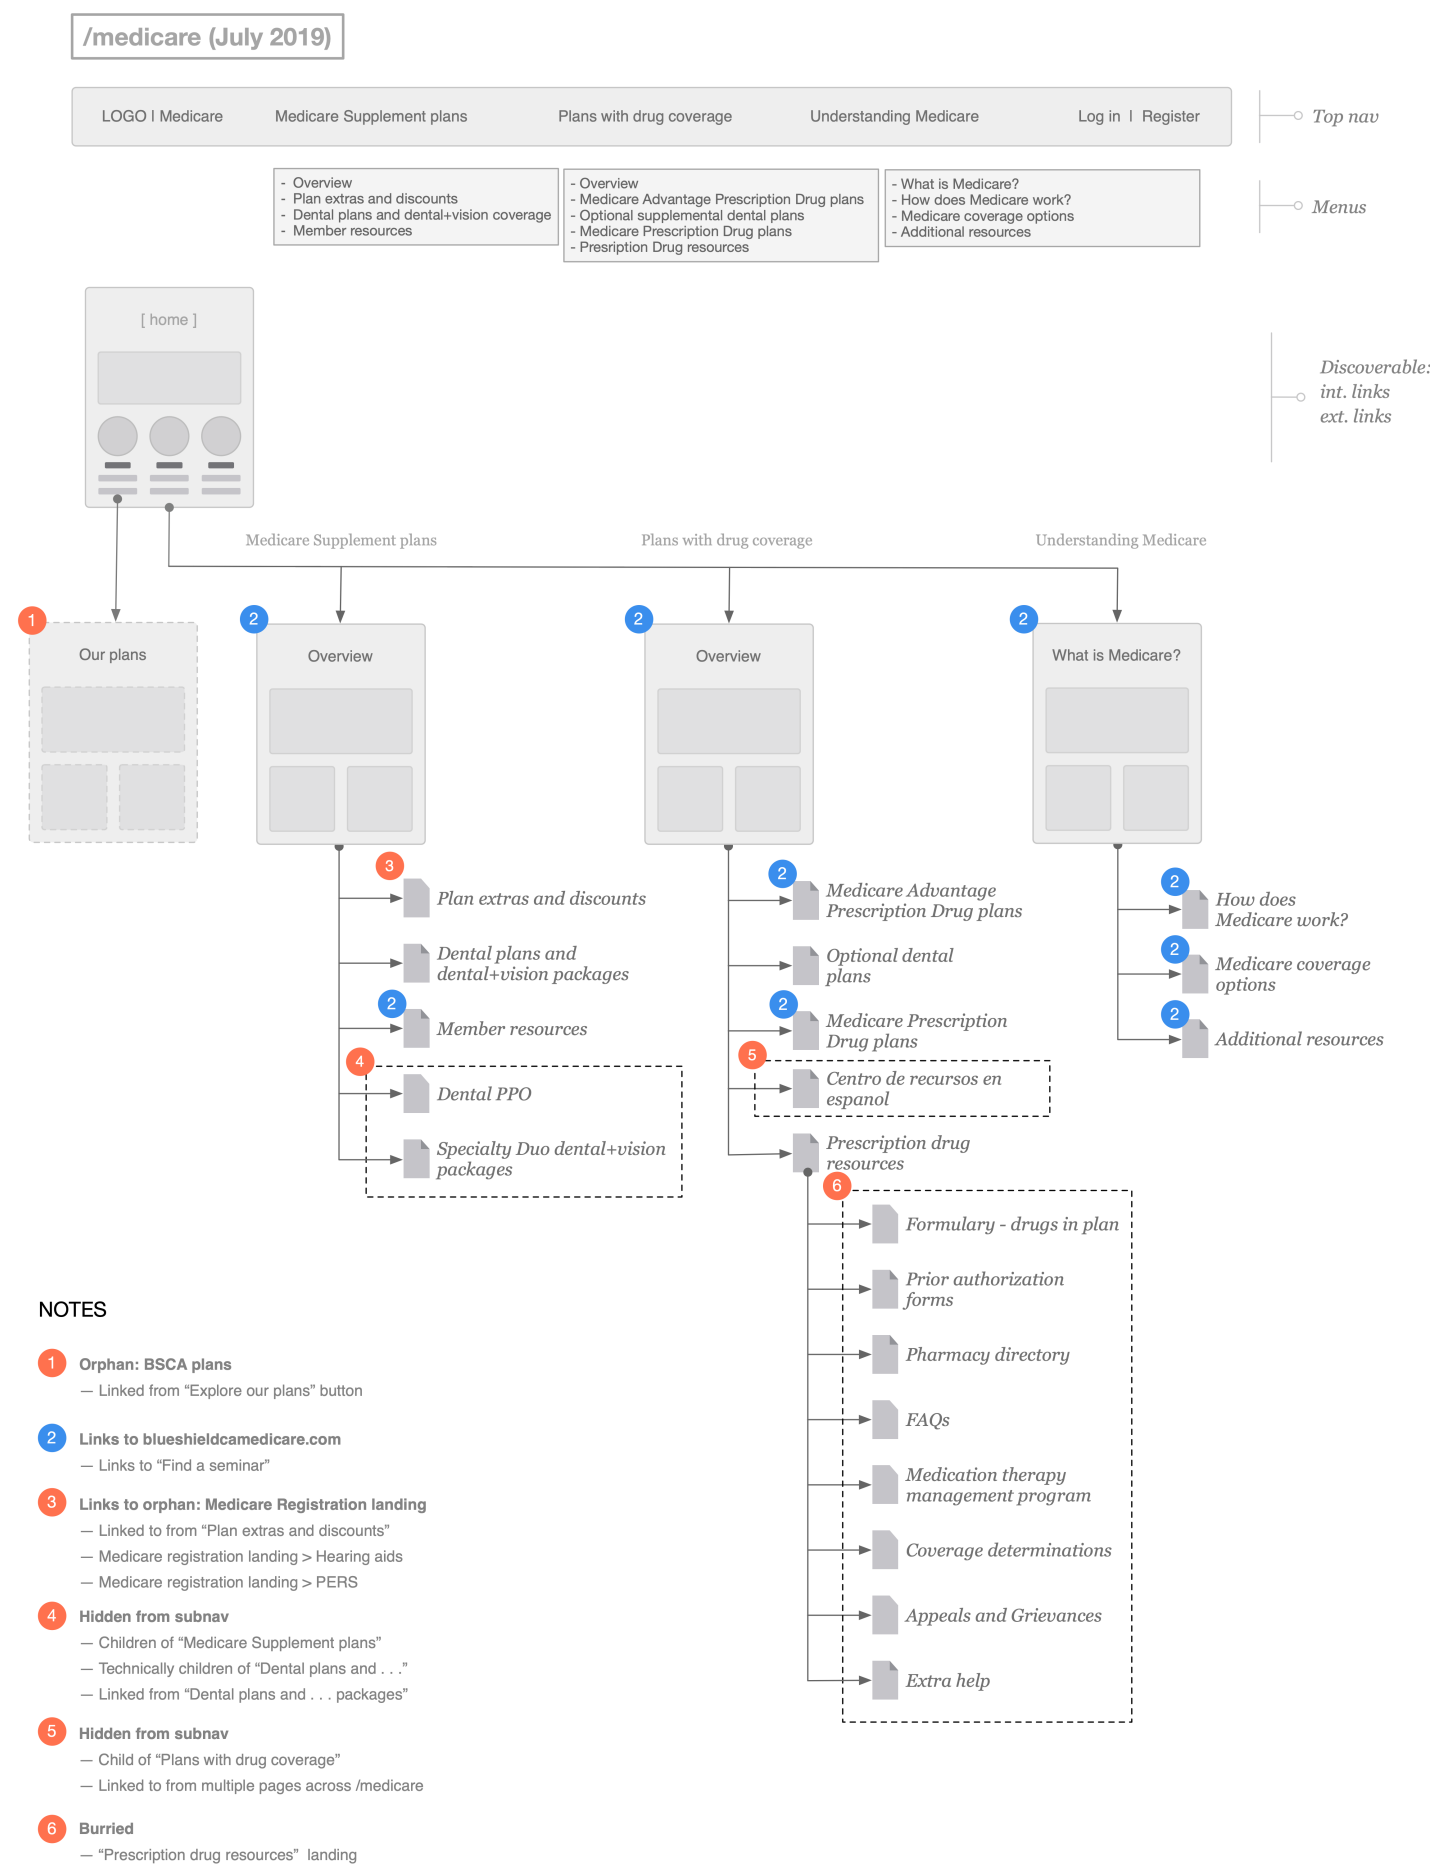 /medicare (July 2019)
LOGO | Medicare
Medicare Supplement plans
Plans with drug coverage
Understanding Medicare
Log in | Register
Top nav
- Overview
- Plan extras and discounts
- Dental plans and dental+vision coverage
- Member resources
- Overview
- Medicare Advantage Prescription Drug plans
- Optional supplemental dental plans
- Medicare Prescription Drug plans
- Presription Drug resources
- What is Medicare?
- How does Medicare work?
- Medicare coverage options
- Additional resources
Menus
[ home ]
Discoverable:
int. links
ext. links
Medicare Supplement plans
Plans with drug coverage
Understanding Medicare
1
Our plans
2
Overview
2
Overview
2
What is Medicare?
3
Plan extras and discounts
Dental plans and
dental+vision packages
2
Member resources
4
Dental PPO
Specialty Duo dental+vision
packages
2
Medicare Advantage
Prescription Drug plans
Optional dental
plans
2
Medicare Prescription
Drug plans
5
Centro de recursos en
espanol
Prescription drug
resources
6
Formulary - drugs in plan
Prior authorization
forms
Pharmacy directory
FAQs
Medication therapy
management program
Coverage determinations
Appeals and Grievances
Extra help
2
How does
Medicare work?
2
Medicare coverage
options
2
Additional resources
NOTES
1 Orphan: BSCA plans
— Linked from “Explore our plans” button
2 Links to blueshieldcamedicare.com
— Links to “Find a seminar”
3 Links to orphan: Medicare Registration landing
— Linked to from “Plan extras and discounts”
— Medicare registration landing > Hearing aids
— Medicare registration landing > PERS
4 Hidden from subnav
— Children of “Medicare Supplement plans”
— Technically children of “Dental plans and . . .”
— Linked from “Dental plans and . . . packages”
5 Hidden from subnav
— Child of “Plans with drug coverage”
— Linked to from multiple pages across /medicare
6 Burried
— “Prescription drug resources” landing